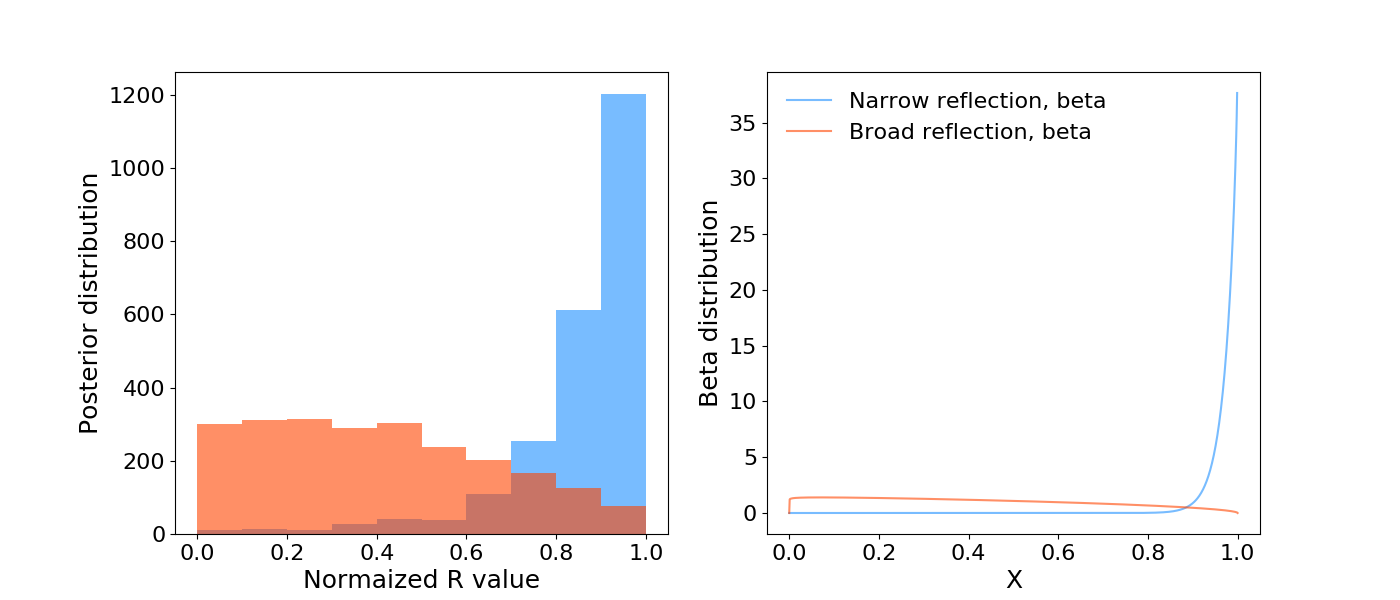 1200
1000
800
600
400
200
0
Posterior distribution
0.0 0.2 0.4 0.6 0.8 1.0
Normaized R value
Narrow reflection, beta
Broad reflection, beta
35
30
25
20
15
10
5
0
Beta distribution
0.0 0.2 0.4 0.6 0.8 1.0
X